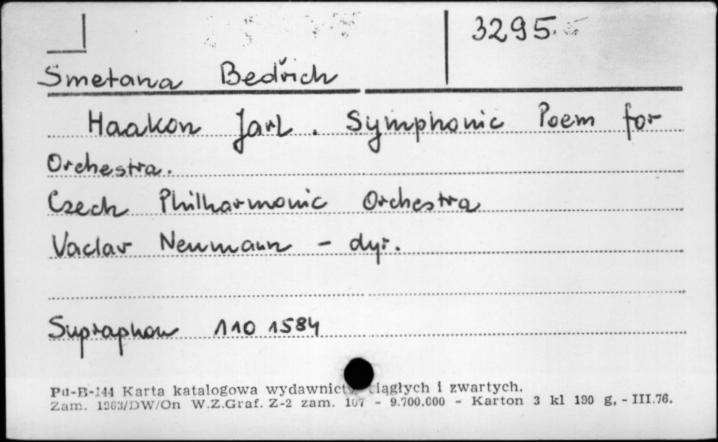 3295.
Smetana Bedřich
Haakon Jarl. Symphonic Poem for
Orchestra.
Czech Philharmonic Orchestra
Vaclav Neumann - dyr.
Supraphon 110 1584
Pu-B-144 Karta katalogowa wydawnictw ciągłych i zwartych.
Zam. 1963/DW/On W.Z.Graf. Z-2 zam. 107 - 9.700.000 - Karton 3 kl 190 g, - III.76.